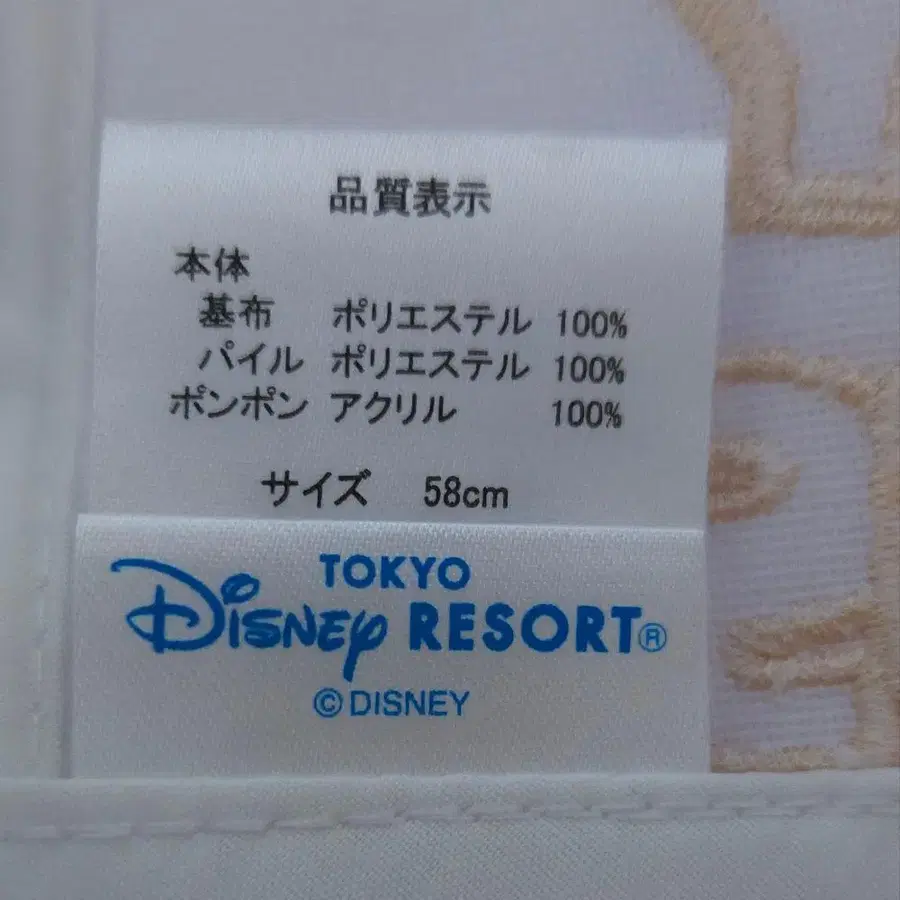 品質表示
本体
基布 ポリエステル 100%
パイル ポリエステル 100%
ポンポン アクリル 100%
サイズ 58cm
TOKYO
Disney RESORT®
©DISNEY